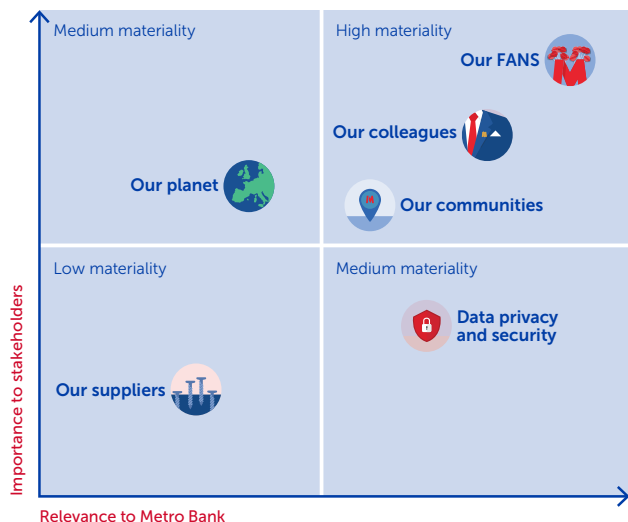 Medium materiality
High materiality
Our FANS
Our colleagues
Our planet
Our communities
Low materiality
Medium materiality
Data privacy
and security
Our suppliers
Importance to stakeholders
Relevance to Metro Bank